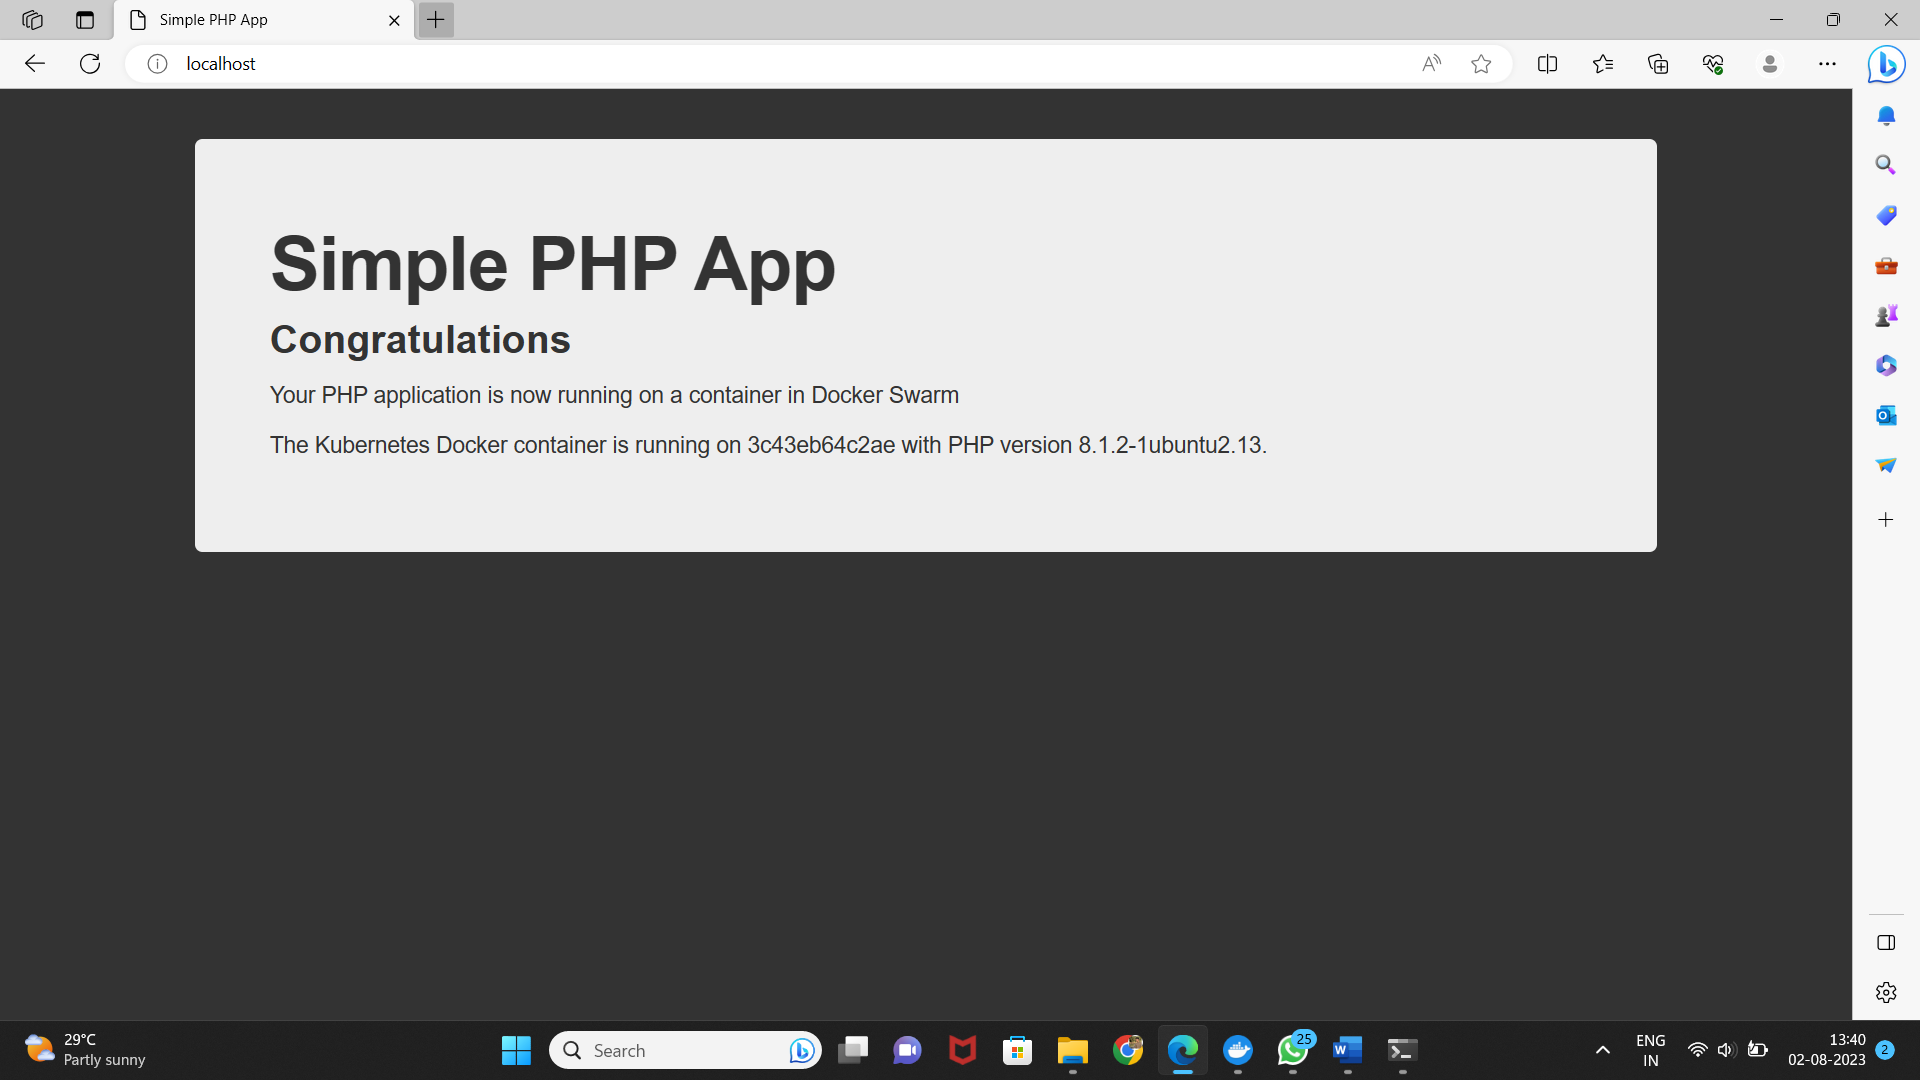 Simple PHP App
localhost
Simple PHP App
Congratulations
Your PHP application is now running on a container in Docker Swarm
The Kubernetes Docker container is running on 3c43eb64c2ae with PHP version 8.1.2-1ubuntu2.13.
29°C
Partly sunny
Search
25
ENG
IN
13:40
02-08-2023
2